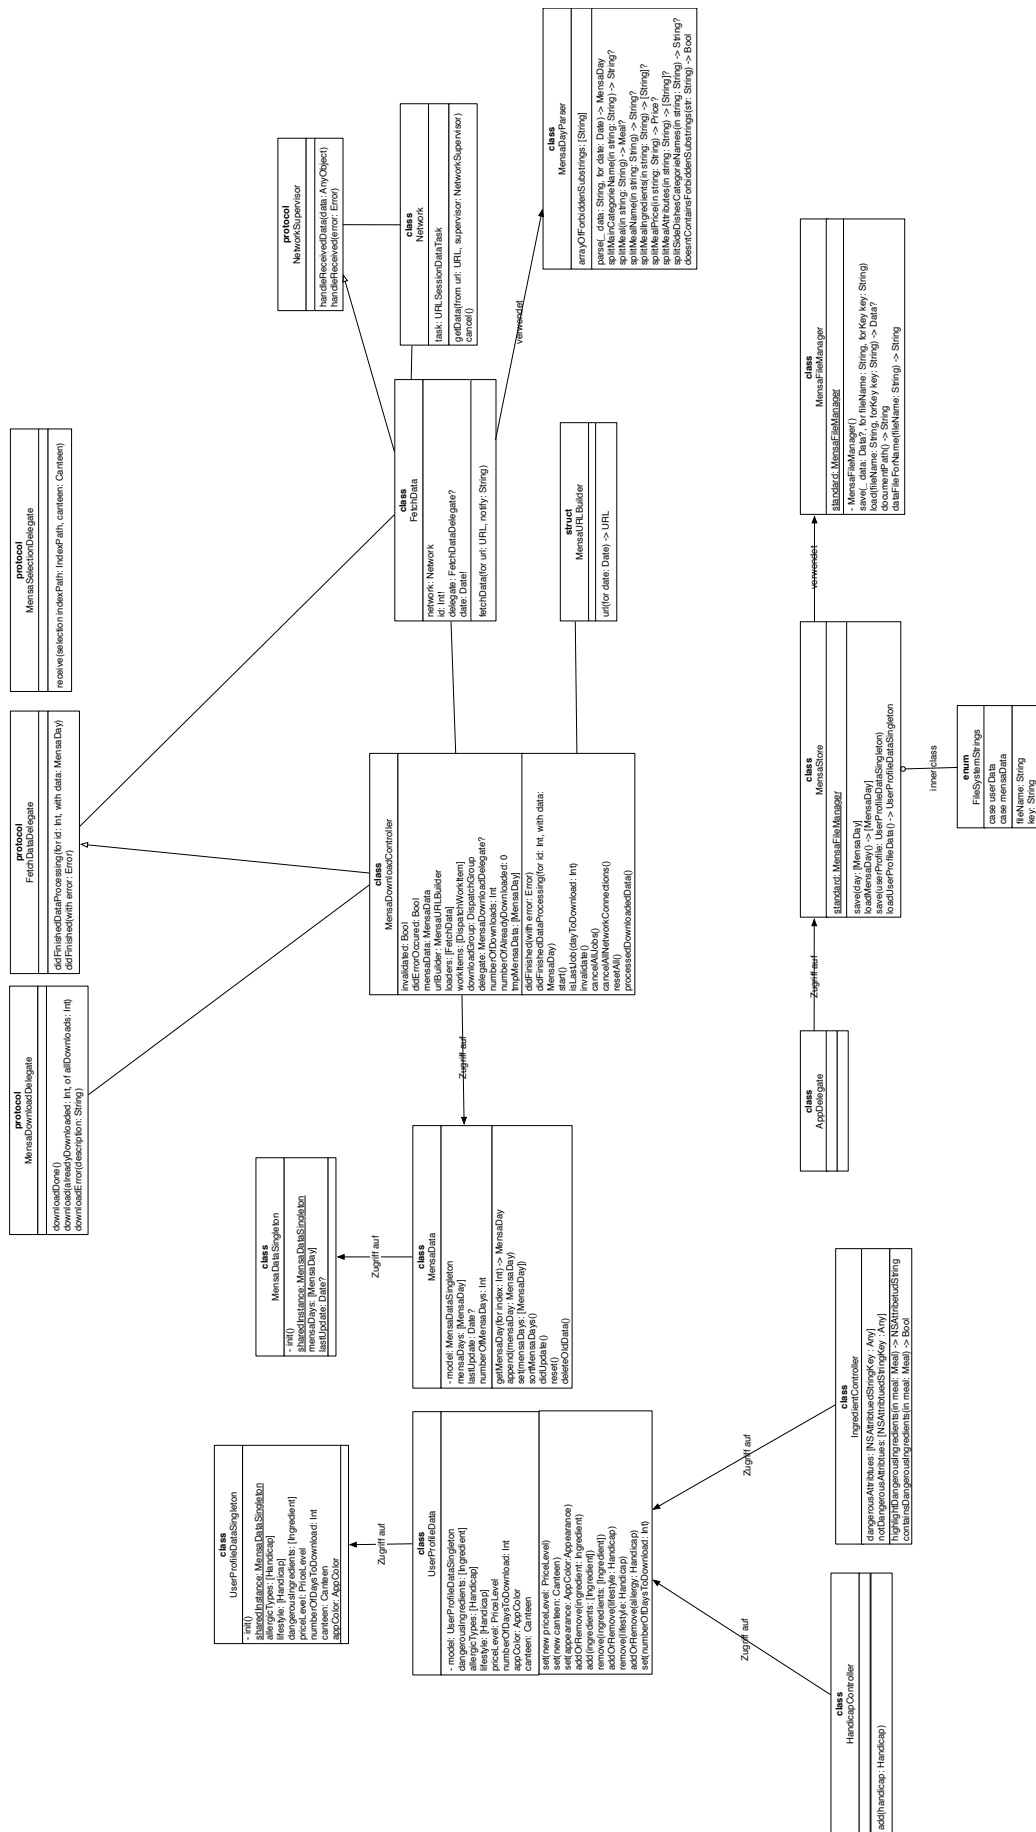 protocol
MensaDownloadDelegate
downloadDone()
download(alreadyDownloaded: Int, of allDownloads: Int)
downloadError(description: String)
protocol
FetchDataDelegate
didFinishedDataProcessing(for id: Int, with data: MensaDay)
didFinished(with error: Error)
protocol
MensaSelectionDelegate
receive(selection indexPath: IndexPath, canteen: Canteen)
class
UserProfileDataSingleton
- init()
sharedInstance: MensaDataSingleton
allergicTypes: [Handicap]
lifestyle: [Handicap]
dangerousIngredients: [Ingredient]
priceLevel: PriceLevel
numberOfDaysToDownload: Int
canteen: Canteen
appColor: AppColor
class
MensaDataSingleton
- init()
sharedInstance: MensaDataSingleton
mensaDays: [MensaDay]
lastUpdate: Date?
protocol
NetworkSupervisor
handleReceivedData(data: AnyObject)
handleReceived(error: Error)
Zugriff auf
Zugriff auf
class
UserProfileData
- model: UserProfileDataSingleton
dangerousIngredients: [Ingredient]
allergicTypes: [Handicap]
lifestyle: [Handicap]
priceLevel: PriceLevel
numberOfDaysToDownload: Int
appColor: AppColor
canteen: Canteen
set(new priceLevel: PriceLevel)
set(new canteen: Canteen)
set(appearance: AppColor.Appearance)
addOrRemove(ingredient: Ingredient)
add(ingredients: [Ingredient])
remove(ingredients: [Ingredient])
addOrRemove(lifestyle: Handicap)
remove(lifestyle: Handicap)
addOrRemove(allergy: Handicap)
set(numberOfDaysToDownload: Int)
class
MensaData
- model: MensaDataSingleton
mensaDays: [MensaDay]
lastUpdate: Date?
numberOfMensaDays: Int
getMensaDay(for index: Int) -> MensaDay
append(mensaDay: MensaDay)
set(mensaDays: [MensaDay])
sortMensaDays()
didUpdate()
reset()
deleteOldData()
Zugriff auf
class
MensaDownloadController
invalidated: Bool
didErrorOccured: Bool
mensaData: MensaData
urlBuilder: MensaURLBuilder
loaders: [FetchData]
workItems: [DispatchWorkItem]
downloadGroup: DispatchGroup
delegate: MensaDownloadDelegate?
numberOfDownloads: Int
numberOfAlreadyDownloaded: 0
tmpMensaData: [MensaDay]
didFinished(with error: Error)
didFinishedDataProcessing(for id: Int, with data:
MensaDay)
start()
isLastJob(dayToDownload: Int)
invalidate()
cancelAllJobs()
cancelAllNetworkConnections()
resetAll()
processedDownloadedData()
class
FetchData
network: Network
id: Int!
delegate: FetchDataDelegate?
date: Date!
fetchData(for url: URL, notify: String)
class
Network
task: URLSessionDataTask
getData(from url: URL, supervisor: NetworkSupervisor)
cancel()
struct
MensaURLBuilder
url(for date: Date) -> URL
verwendet
class
MensaDayParser
arrayOfForbiddenSubstrings: [String]
parse(_ data: String, for date: Date) -> MensaDay
splitMainCategorieName(in string: String) -> String?
splitMeal(in string: String) -> Meal?
splitMealName(in string: String) -> String?
splitMealIngredients(in string: String) -> [String]?
splitMealPrice(in string: String) -> Price?
splitMealAttributes(in string: String) -> [String]?
splitSideDishesCategorieNames(in string: String) -> String?
doesntContainsForbiddenSubstrings(str: String) -> Bool
Zugriff auf
Zugriff auf
class
HandicapController
add(handicap: Handicap)
class
IngredientController
dangerousAttribtues: [NSAttribtuedStringKey : Any]
notDangerousAttribtues: [NSAttribtuedStringKey : Any]
highlightDangerousIngredients(in meal: Meal) -> NSAttribetudString
containsDangerousIngredients(in meal: Meal) -> Bool
class
AppDelegate
Zugriff auf
class
MensaStore
standard: MensaFileManager
save(day: [MensaDay]
loadMensaDay() -> [MensaDay]
save(userProfile: UserProfileDataSingleton)
loadUserProfileData() -> UserProfileDataSingleton
inner class
enum
FileSystemStrings
case userData
case mensaData
fileName: String
key: String
verwendet
class
MensaFileManager
standard: MensaFileManager
- MensaFileManager()
save(_ data: Data?, for fileName: String, forKey key: String)
load(fileName: String, forKey key: String) -> Data?
documentPath() -> String
dataFileForName(fileName: String) -> String